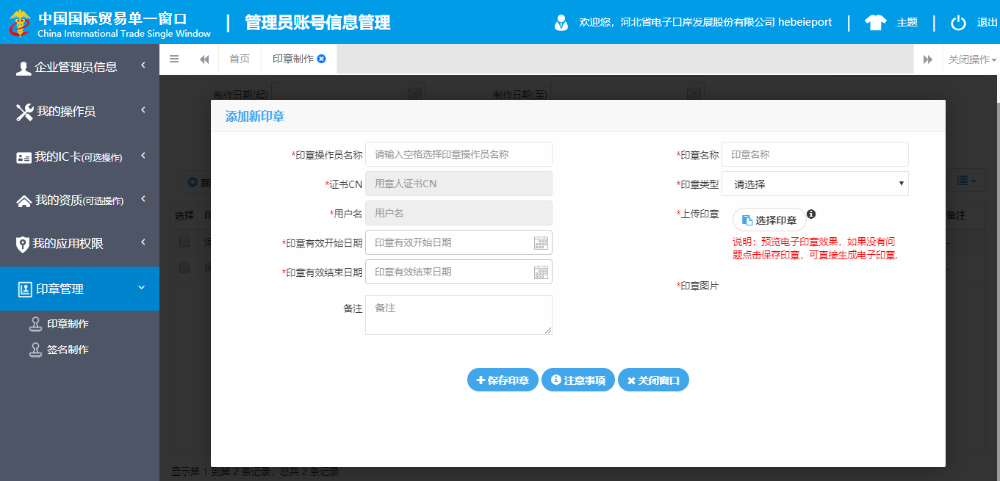 中国国际贸易单一窗口
China International Trade Single Window
管理员账号信息管理
欢迎您，河北省电子口岸发展股份有限公司 hebeieport
主题
退出
企业管理员信息
我的操作员
我的IC卡(可选操作)
我的资质(可选操作)
我的应用权限
印章管理
印章制作
签名制作
首页
印章制作
关闭操作
制作日期(起)
制作日期(至)
新
选择
备注
添加新印章
*印章操作员名称 请输入空格选择印章操作员名称
*印章名称 印章名称
*证书CN 用章人证书CN
*印章类型 请选择
*用户名 用户名
*上传印章 选择印章
说明：预览电子印章效果，如果没有问
题点击保存印章，可直接生成电子印章.
*印章有效开始日期 印章有效开始日期
*印章有效结束日期 印章有效结束日期
*印章图片
备注 备注
保存印章
注意事项
关闭窗口
显示第 1 到第 2 条记录，总共 2 条记录